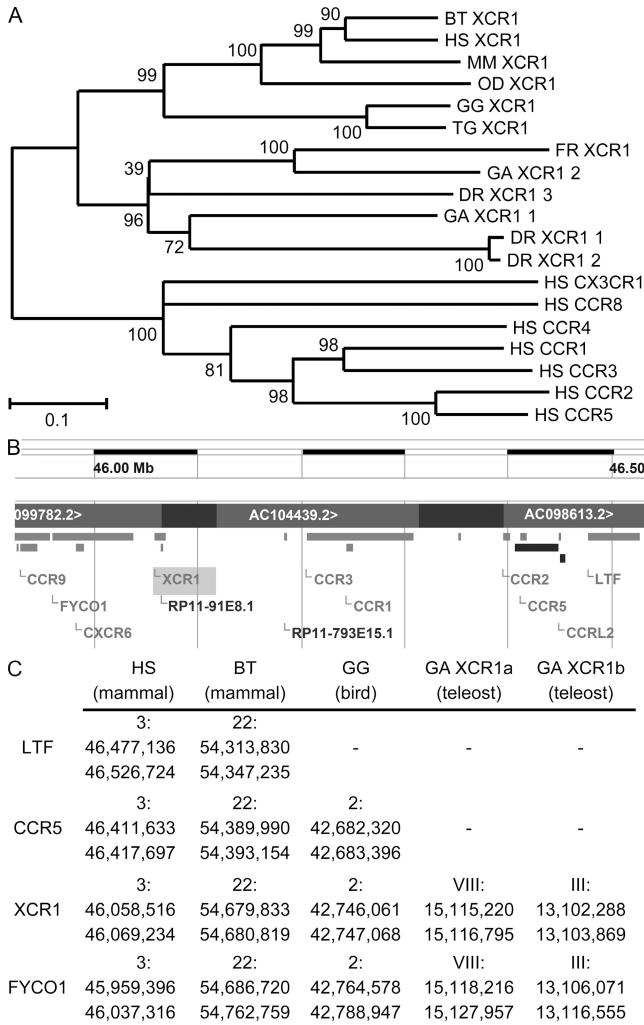 A
90
BT XCR1
99
HS XCR1
100
MM XCR1
99
OD XCR1
GG XCR1
100
TG XCR1
100
FR XCR1
39
GA XCR1 2
DR XCR1 3
96
GA XCR1 1
72
DR XCR1 1
100
DR XCR1 2
HS CX3CR1
HS CCR8
100
HS CCR4
98
HS CCR1
81
HS CCR3
98
HS CCR2
100
HS CCR5
0.1
B
46.00 Mb
46.50
099782.2>
AC104439.2>
AC098613.2>
CCR9
XCR1
CCR3
CCR2
LTF
FYCO1
RP11-91E8.1
CCR1
CCR5
CXCR6
RP11-793E15.1
CCRL2
C
HS BT GG GA XCR1a GA XCR1b
(mammal) (mammal) (bird) (teleost) (teleost)
3: 22:
LTF 46,477,136 54,313,830 - - -
46,526,724 54,347,235
3: 22: 2:
CCR5 46,411,633 54,389,990 42,682,320 - -
46,417,697 54,393,154 42,683,396
3: 22: 2: VIII: III:
XCR1 46,058,516 54,679,833 42,746,061 15,115,220 13,102,288
46,069,234 54,680,819 42,747,068 15,116,795 13,103,869
3: 22: 2: VIII: III:
FYCO1 45,959,396 54,686,720 42,764,578 15,118,216 13,106,071
46,037,316 54,762,759 42,788,947 15,127,957 13,116,555